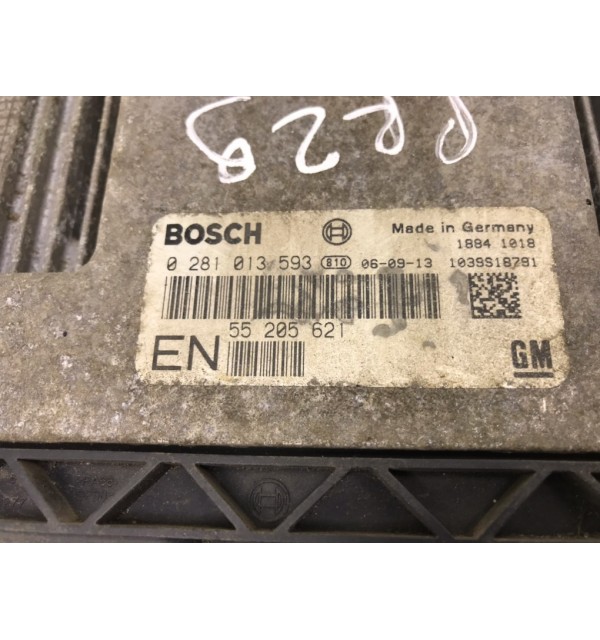 BOSCH Made in Germany
1884 1018
0 281 013 593 810 06-09-13 1039S18791
55 205 621
EN GM